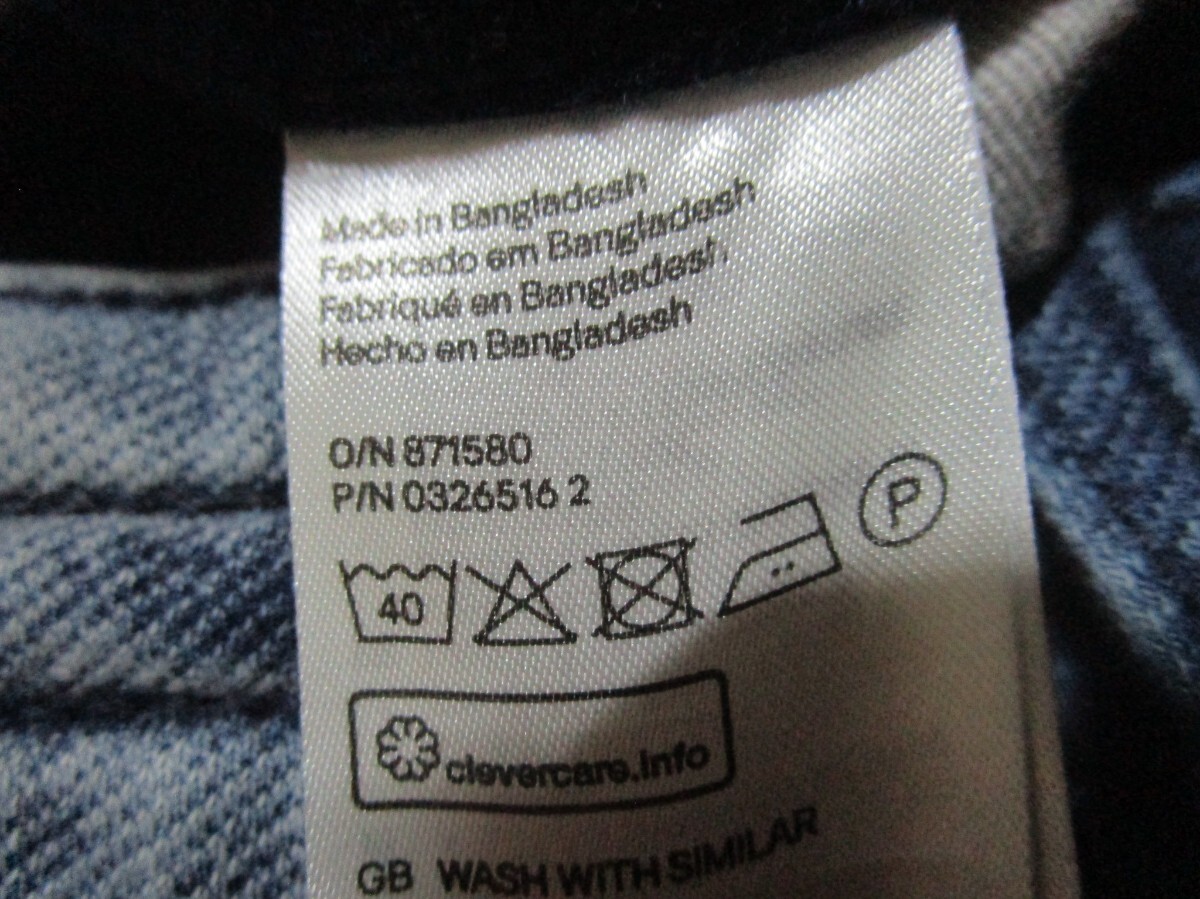 Made in Bangladesh
Fabricado em Bangladesh
Fabriqué en Bangladesh
Hecho en Bangladesh
O/N 871580
P/N 0326516 2
40
P
clevercare.info
GB WASH WITH SIMILAR